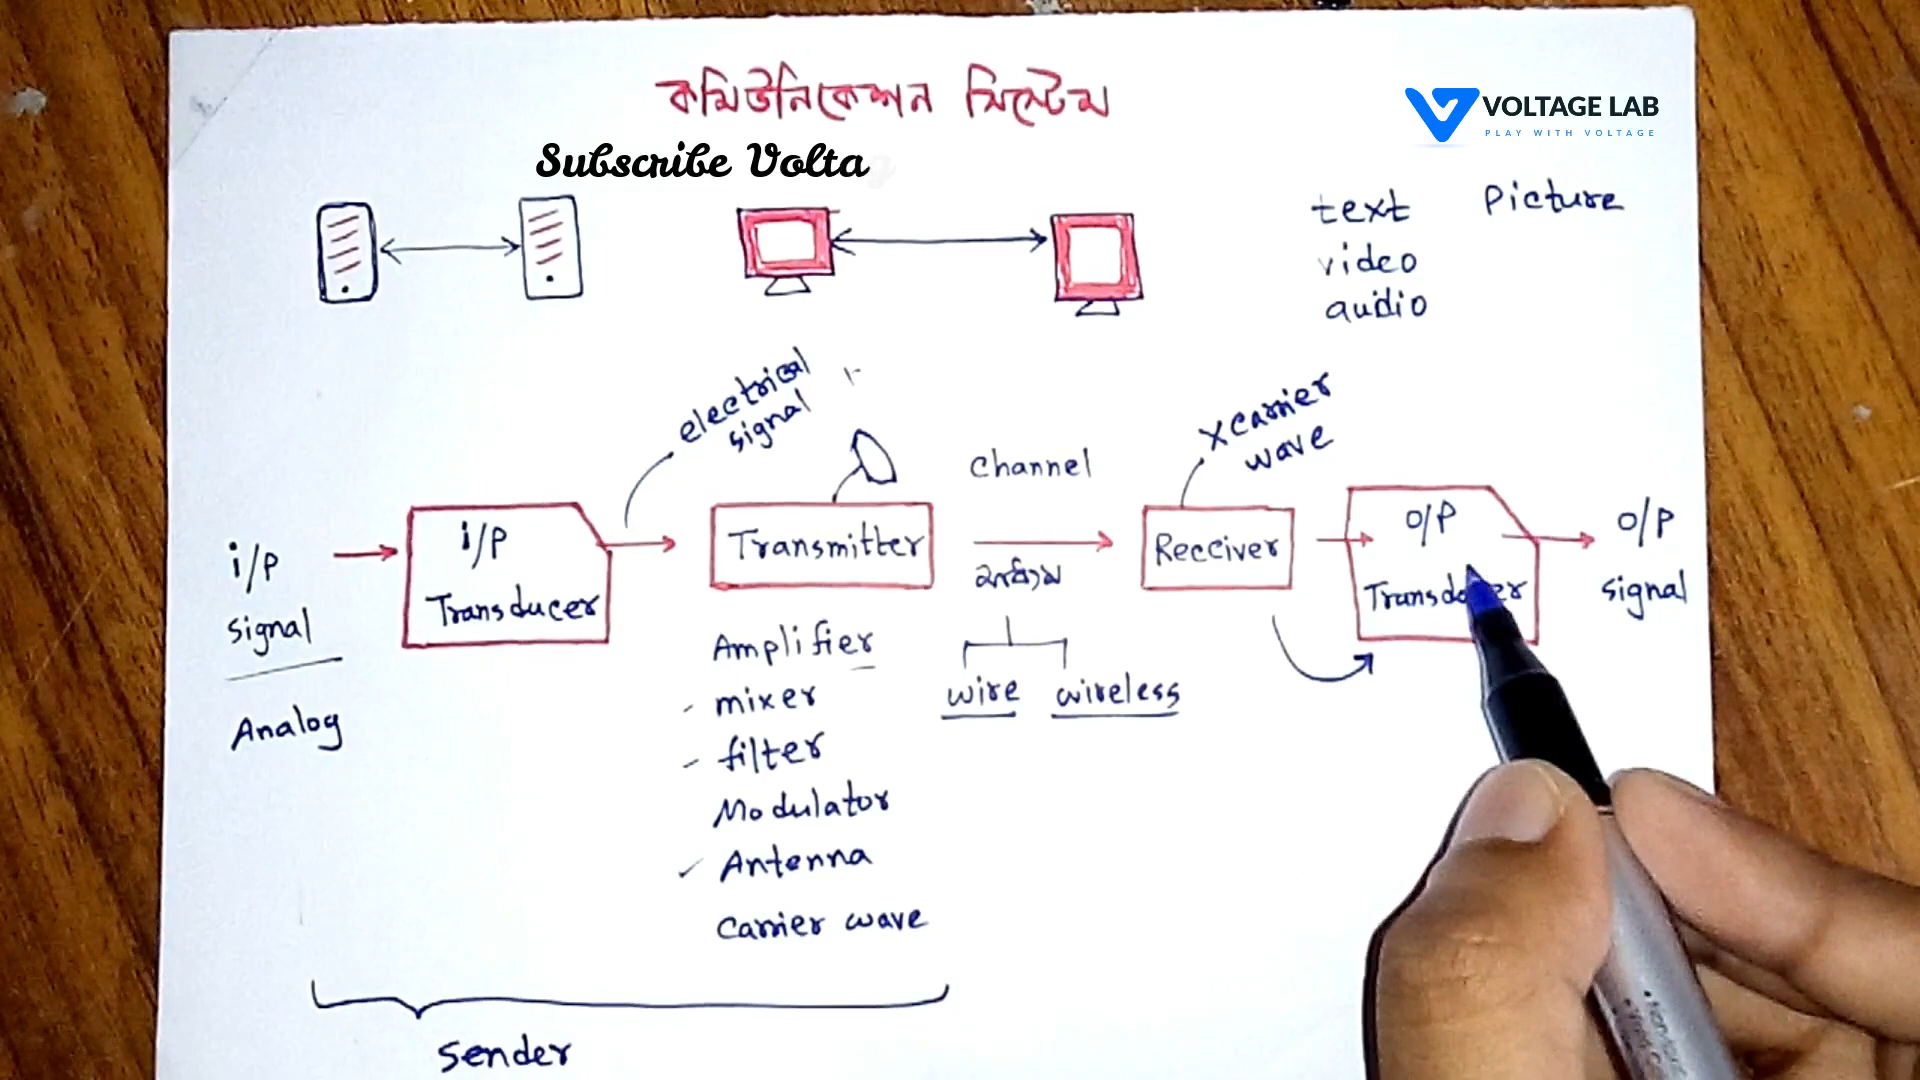 কমিউনিকেশন সিস্টেম
VOLTAGE LAB
PLAY WITH VOLTAGE
Subscribe Volta
text Picture
video
audio
electrical
signal
Channel
X carrier
wave
i/P
signal
Analog
i/P
Transducer
Transmitter
মাধ্যম
wire wireless
Receiver
O/P
Transducer
O/P
signal
Amplifier
mixer
filter
Modulator
Antenna
Carrier wave
Sender